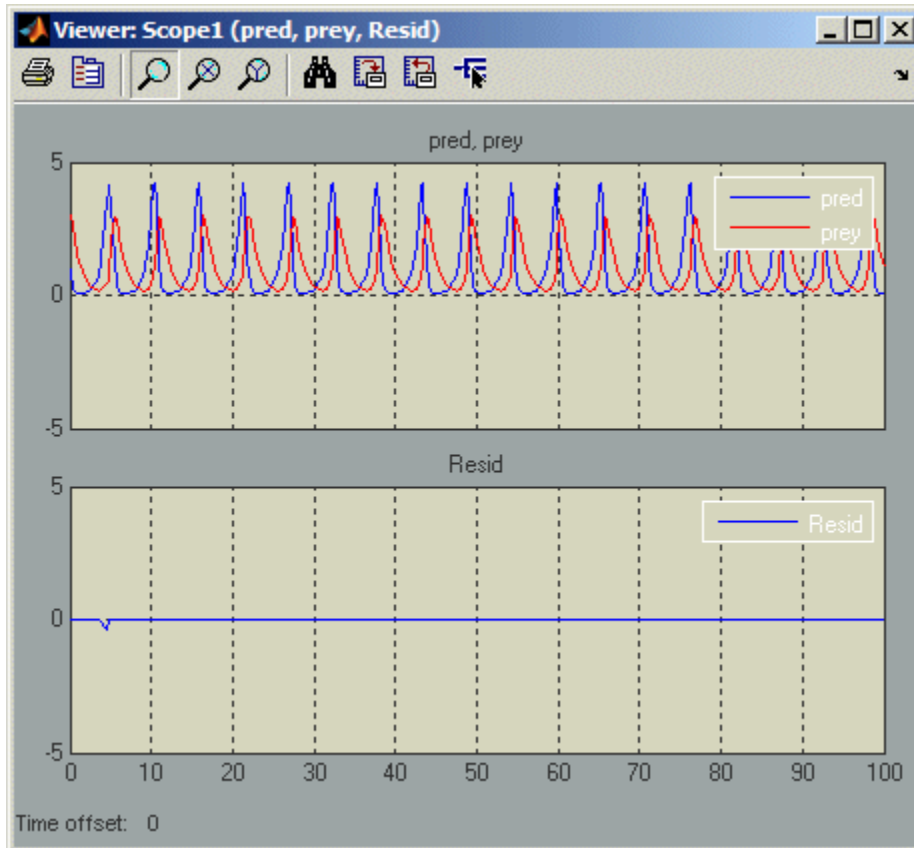 Viewer: Scope1 (pred, prey, Resid)
pred, prey
5
0
-5
pred
prey
Resid
5
0
-5
Resid
0 10 20 30 40 50 60 70 80 90 100
Time offset: 0